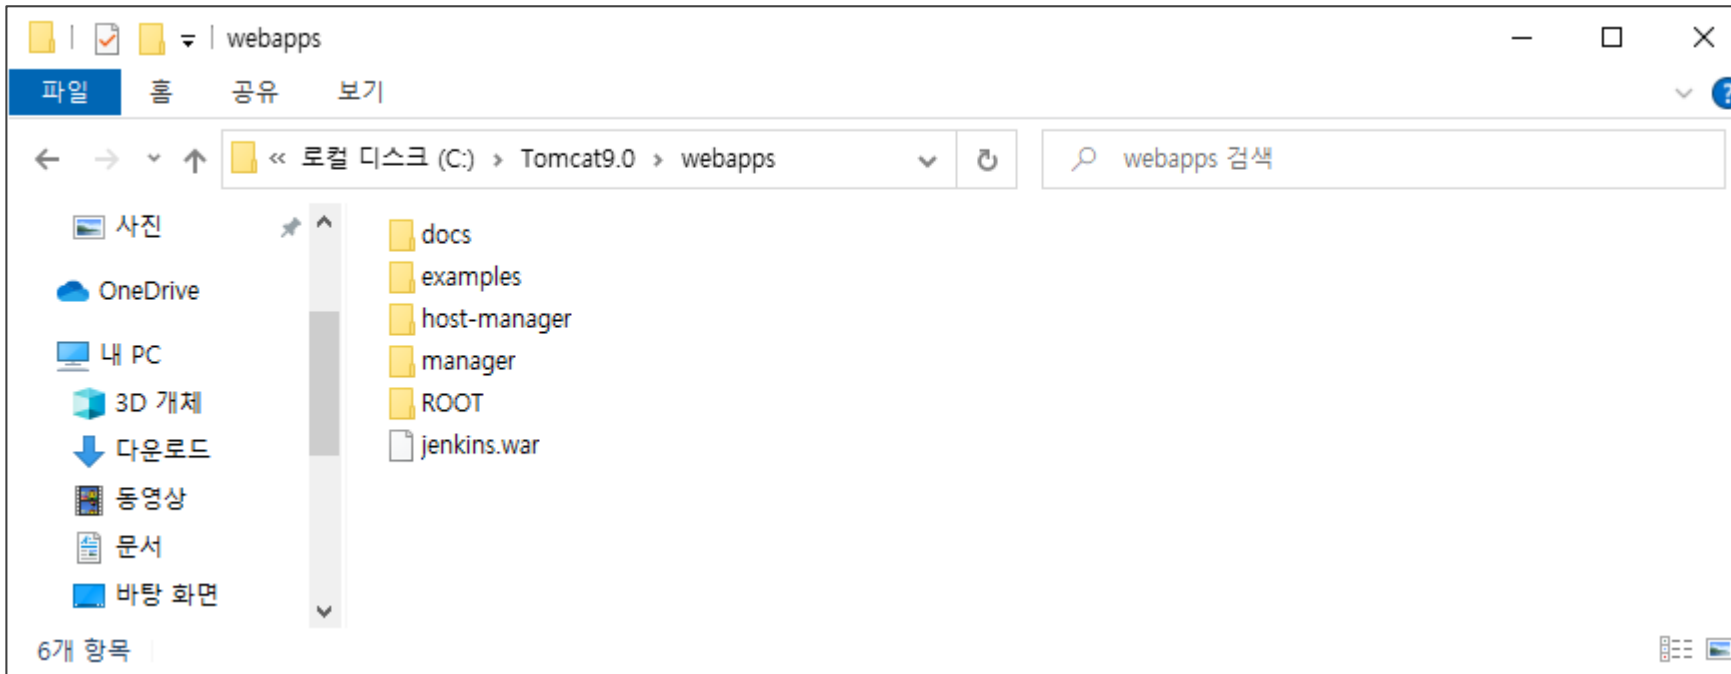 webapps
파일 홈 공유 보기
« 로컬 디스크 (C:) › Tomcat9.0 › webapps webapps 검색
사진
OneDrive
내 PC
3D 개체
다운로드
동영상
문서
바탕 화면
docs
examples
host-manager
manager
ROOT
jenkins.war
6개 항목